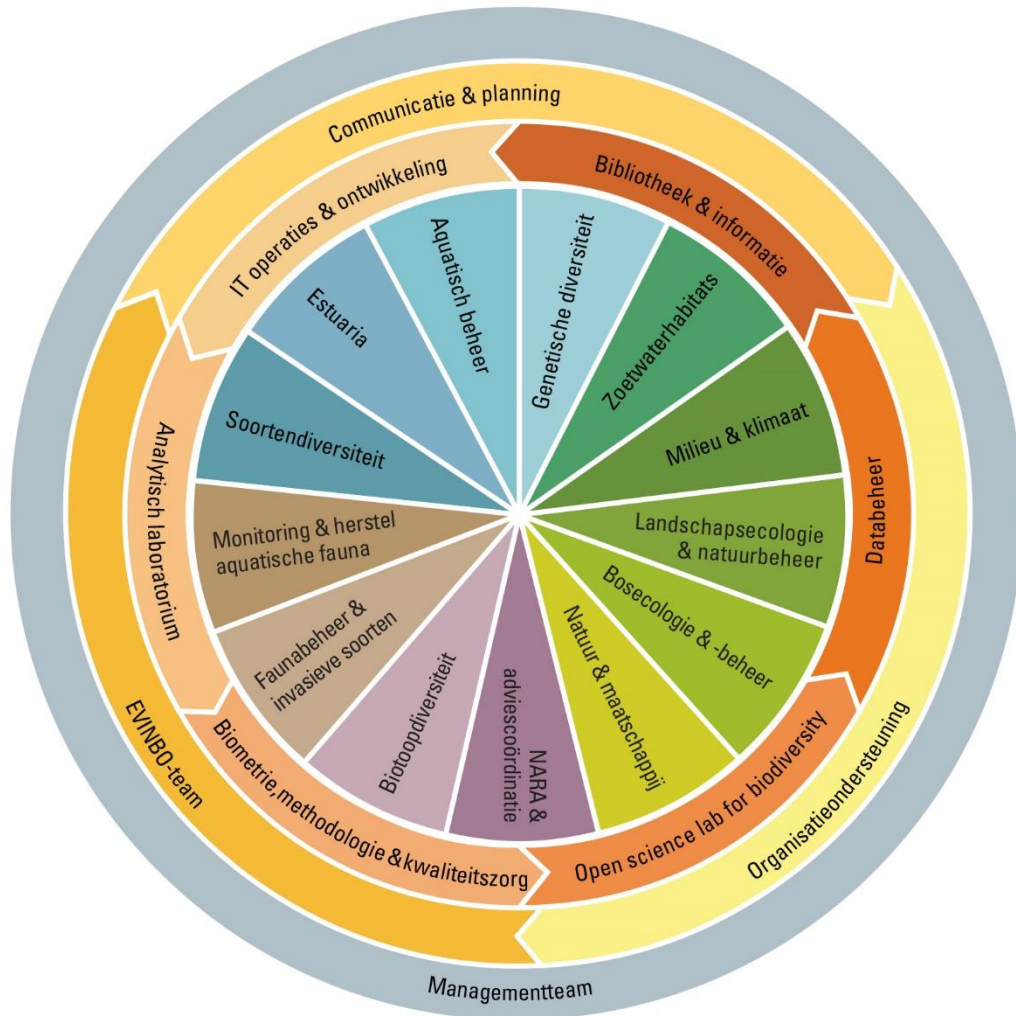 Communicatie & planning
IT operaties & ontwikkeling
Bibliotheek & informatie
Aquatisch beheer
Genetische diversiteit
Estuaria
Zoetwaterhabitats
Soortendiversiteit
Milieu & klimaat
Analytisch laboratorium
Databeheer
Monitoring & herstel
aquatische fauna
Landschapsecologie
& natuurbeheer
Faunabeheer &
invasieve soorten
Bosecologie & -beheer
Biotoopdiversiteit
NARA &
adviescoördinatie
Natuur & maatschappij
EVINBO-team
Biometrie, methodologie & kwaliteitszorg
Open science lab for biodiversity
Organisatieondersteuning
Managementteam